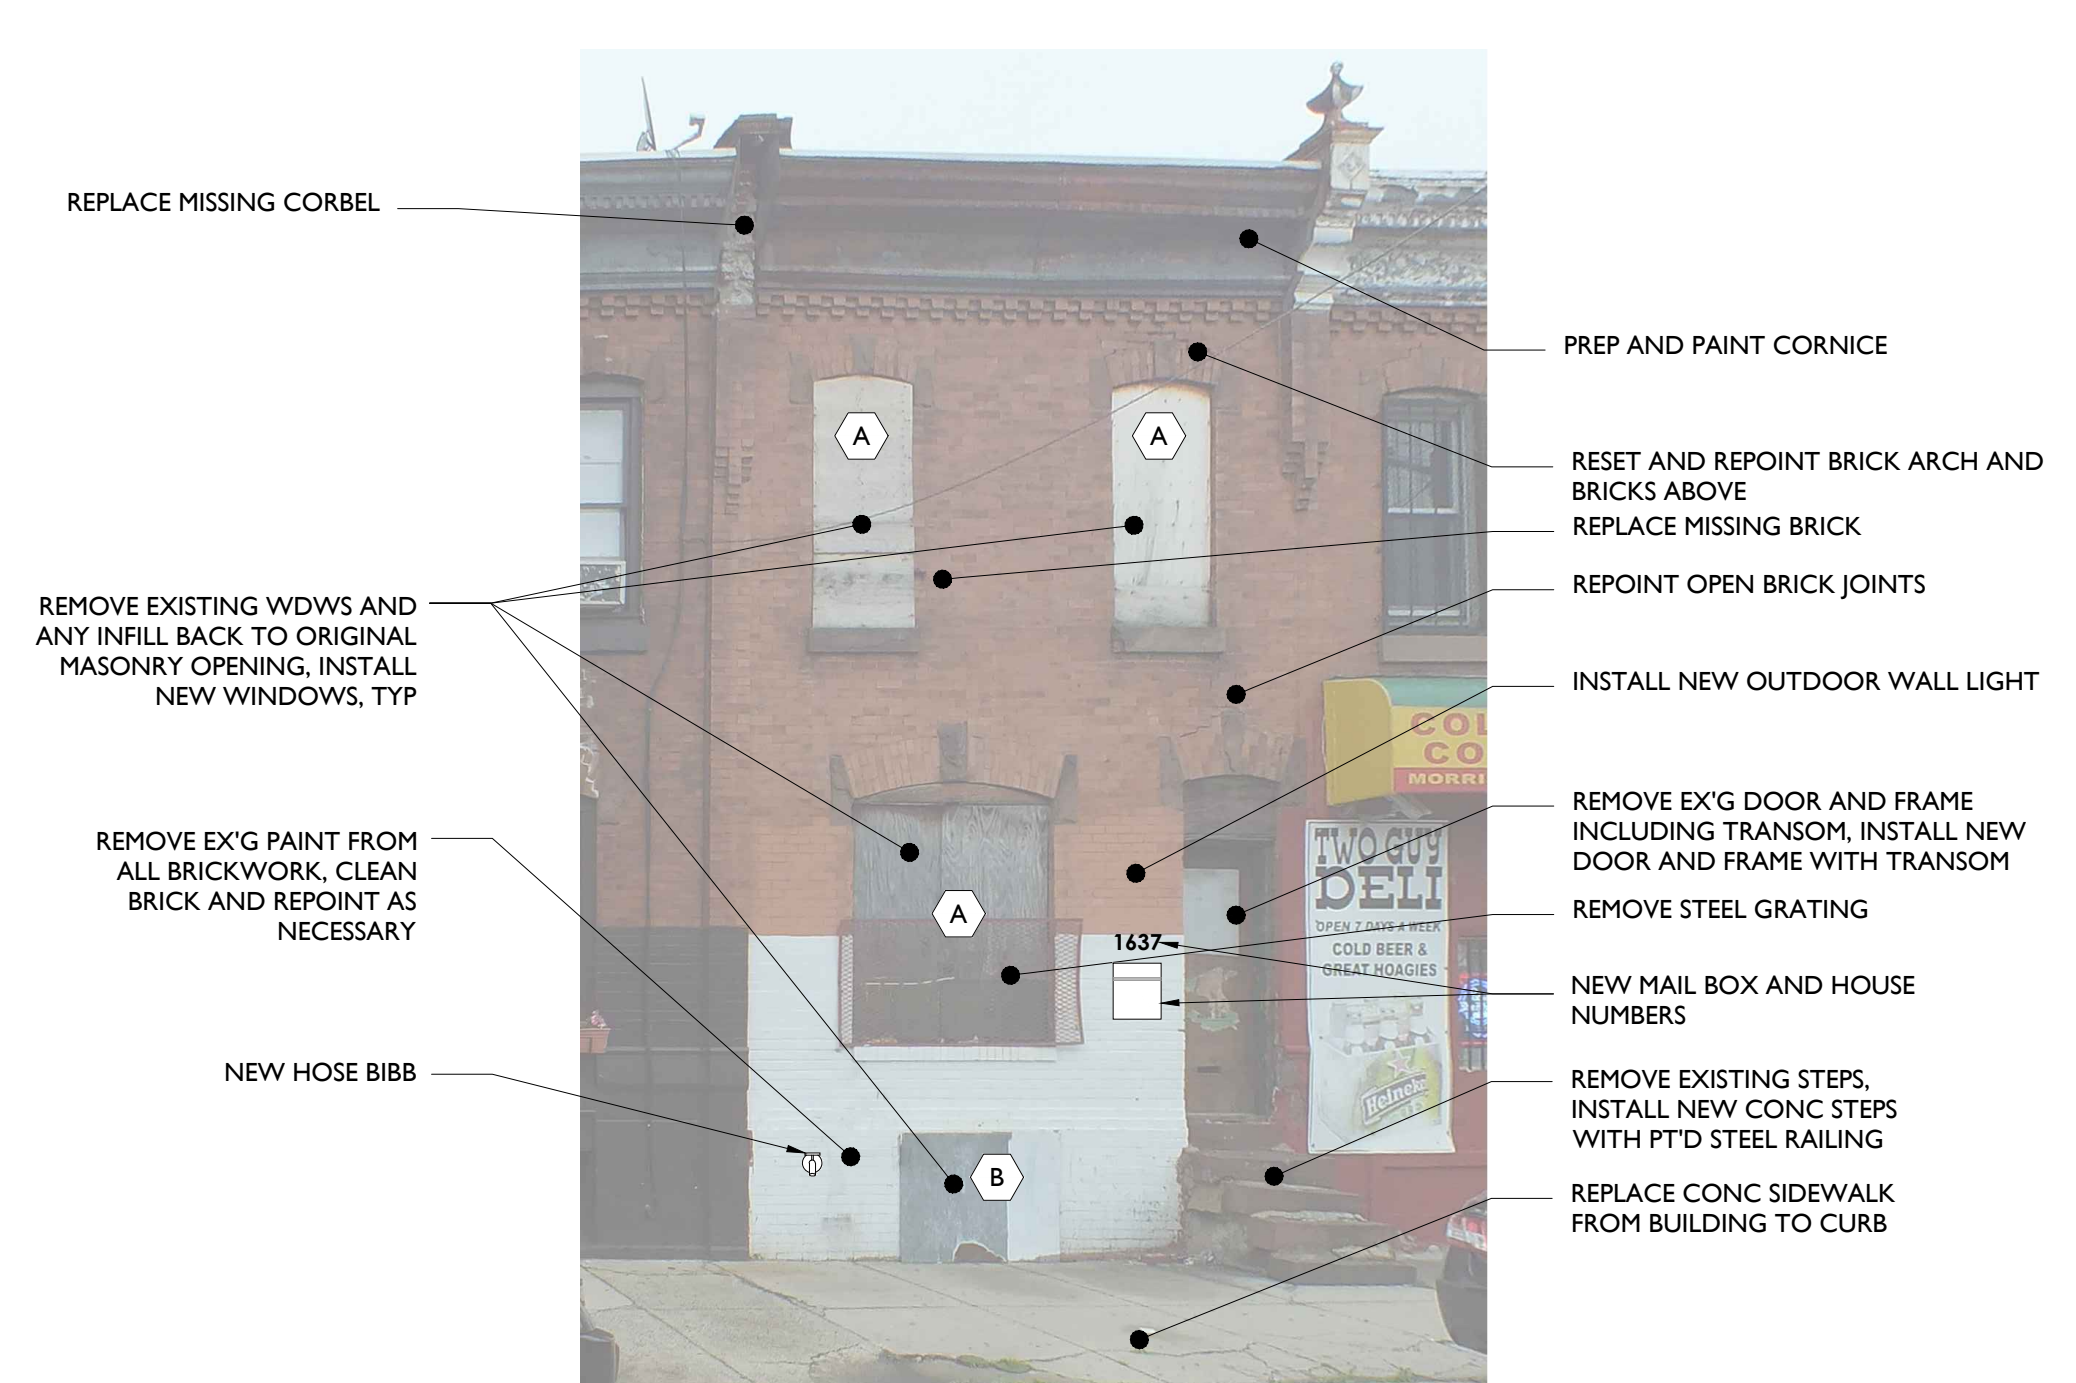 REPLACE MISSING CORBEL
REMOVE EXISTING WDWS AND
ANY INFILL BACK TO ORIGINAL
MASONRY OPENING, INSTALL
NEW WINDOWS, TYP
REMOVE EX'G PAINT FROM
ALL BRICKWORK, CLEAN
BRICK AND REPOINT AS
NECESSARY
NEW HOSE BIBB
A
A
A
B
1637
COL
CO
MORRI
TWO GUY
DELI
OPEN 7 DAYS A WEEK
COLD BEER &
GREAT HOAGIES
Heineke
PREP AND PAINT CORNICE
RESET AND REPOINT BRICK ARCH AND
BRICKS ABOVE
REPLACE MISSING BRICK
REPOINT OPEN BRICK JOINTS
INSTALL NEW OUTDOOR WALL LIGHT
REMOVE EX'G DOOR AND FRAME
INCLUDING TRANSOM, INSTALL NEW
DOOR AND FRAME WITH TRANSOM
REMOVE STEEL GRATING
NEW MAIL BOX AND HOUSE
NUMBERS
REMOVE EXISTING STEPS,
INSTALL NEW CONC STEPS
WITH PT'D STEEL RAILING
REPLACE CONC SIDEWALK
FROM BUILDING TO CURB